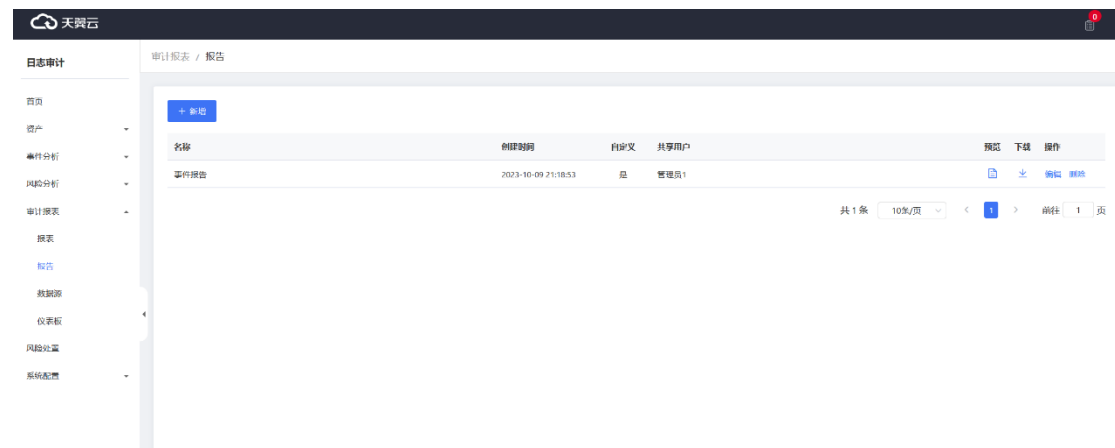 天翼云
0
日志审计
审计报表 / 报告
首页
资产
事件分析
风险分析
审计报表
报表
报告
数据源
仪表板
风险处置
系统配置
+ 新增
名称 创建时间 自定义 共享用户 预览 下载 操作
事件报告 2023-10-09 21:18:53 是 管理员1 编辑 删除
共 1 条 10条/页 < 1 > 前往 1 页